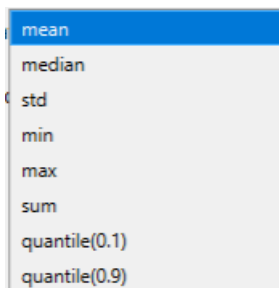 mean
median
std
min
max
sum
quantile(0.1)
quantile(0.9)